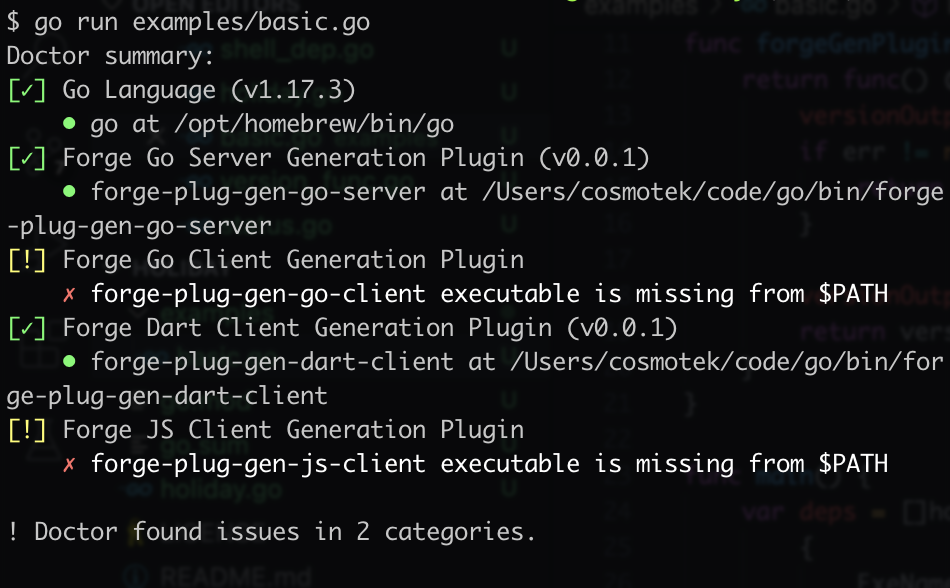 $ go run examples/basic.go
Doctor summary:
[✓] Go Language (v1.17.3)
    • go at /opt/homebrew/bin/go
[✓] Forge Go Server Generation Plugin (v0.0.1)
    • forge-plug-gen-go-server at /Users/cosmotek/code/go/bin/forge
-plug-gen-go-server
[!] Forge Go Client Generation Plugin
    ✗ forge-plug-gen-go-client executable is missing from $PATH
[✓] Forge Dart Client Generation Plugin (v0.0.1)
    • forge-plug-gen-dart-client at /Users/cosmotek/code/go/bin/for
ge-plug-gen-dart-client
[!] Forge JS Client Generation Plugin
    ✗ forge-plug-gen-js-client executable is missing from $PATH
! Doctor found issues in 2 categories.